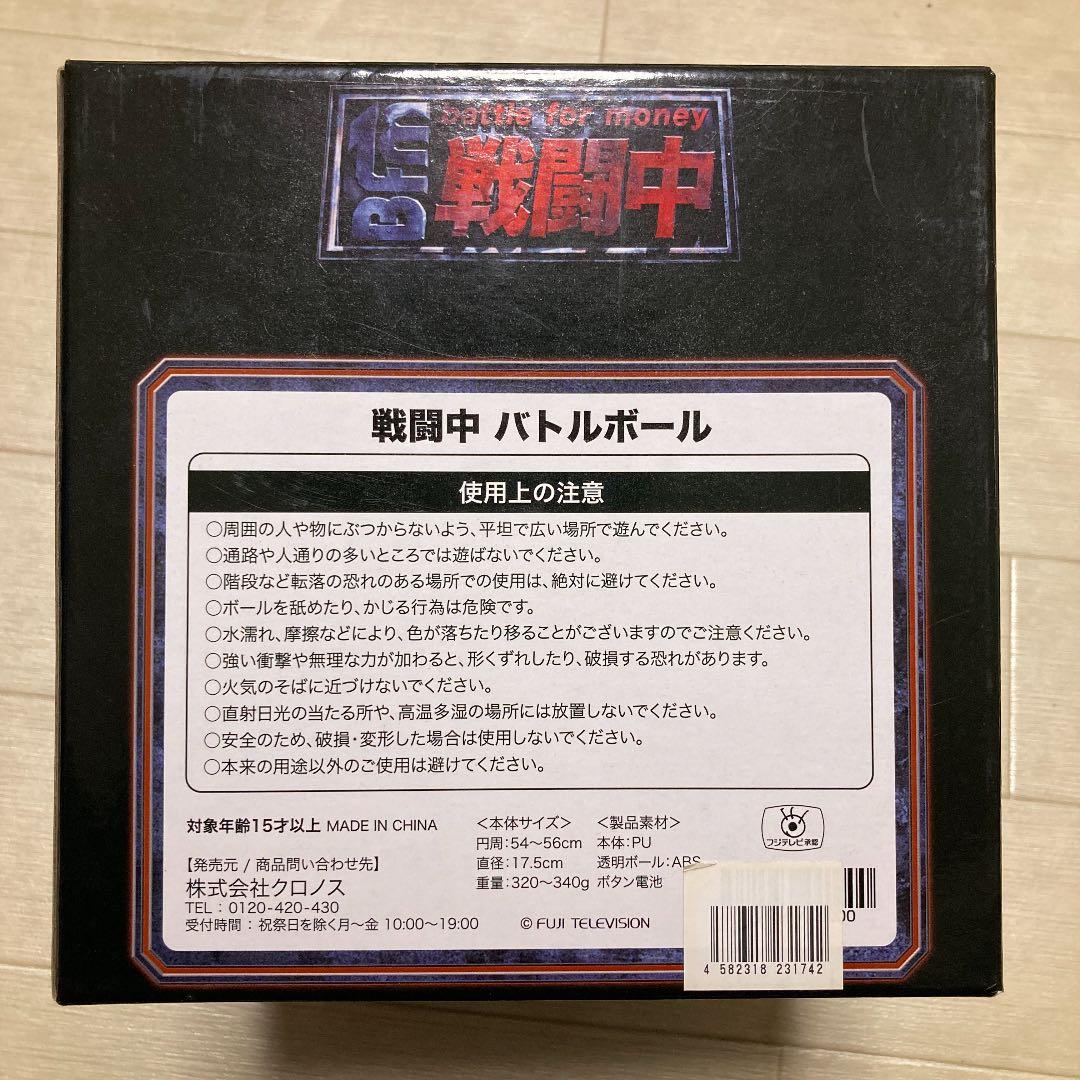 Bfm
battle for money
戦闘中
戦闘中 バトルボール
使用上の注意
○周囲の人や物にぶつからないよう、平坦で広い場所で遊んでください。
○通路や人通りの多いところでは遊ばないでください。
○階段など転落の恐れのある場所での使用は、絶対に避けてください。
○ボールを舐めたり、かじる行為は危険です。
○水濡れ、摩擦などにより、色が落ちたり移ることがございますのでご注意ください。
○強い衝撃や無理な力が加わると、形くずれしたり、破損する恐れがあります。
○火気のそばに近づけないでください。
○直射日光の当たる所や、高温多湿の場所には放置しないでください。
○安全のため、破損・変形した場合は使用しないでください。
○本来の用途以外のご使用は避けてください。
対象年齢15才以上 MADE IN CHINA
【発売元 / 商品問い合わせ先】
株式会社クロノス
TEL : 0120-420-430
受付時間 : 祝祭日を除く月〜金 10:00〜19:00
<本体サイズ>
円周:54〜56cm
直径:17.5cm
重量:320〜340g
<製品素材>
本体:PU
透明ボール:ABS
ボタン電池
© FUJI TELEVISION
フジテレビ承認
00
4 582318 231742